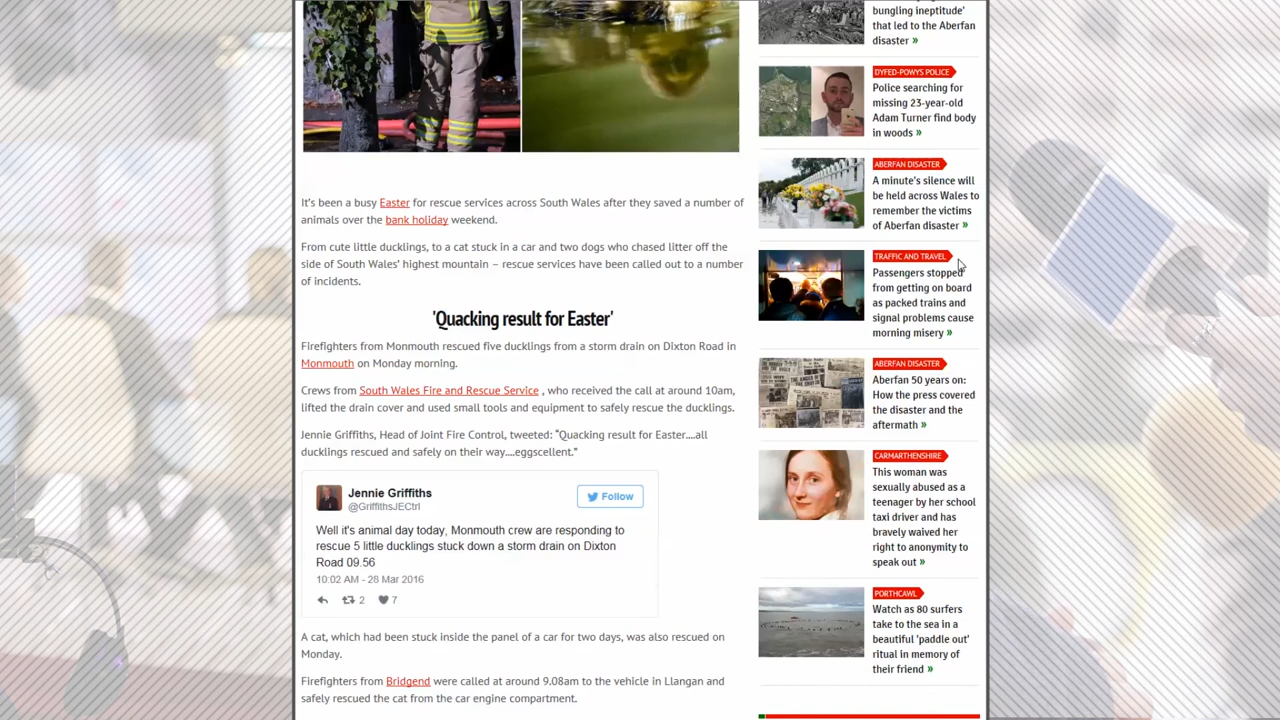 It's been a busy Easter for rescue services across South Wales after they saved a number of
animals over the bank holiday weekend.
From cute little ducklings, to a cat stuck in a car and two dogs who chased litter off the
side of South Wales' highest mountain – rescue services have been called out to a number
of incidents.
'Quacking result for Easter'
Firefighters from Monmouth rescued five ducklings from a storm drain on Dixton Road in
Monmouth on Monday morning.
Crews from South Wales Fire and Rescue Service , who received the call at around 10am,
lifted the drain cover and used small tools and equipment to safely rescue the ducklings.
Jennie Griffiths, Head of Joint Fire Control, tweeted: “Quacking result for Easter....all
ducklings rescued and safely on their way....eggscellent.”
Jennie Griffiths
@GriffithsJECtrl
Follow
Well it's animal day today, Monmouth crew are responding to
rescue 5 little ducklings stuck down a storm drain on Dixton
Road 09.56
10:02 AM - 28 Mar 2016
2 7
A cat, which had been stuck inside the panel of a car for two days, was also rescued on
Monday.
Firefighters from Bridgend were called at around 9.08am to the vehicle in Llangan and
safely rescued the cat from the car engine compartment.
bungling ineptitude'
that led to the Aberfan
disaster »
DYFED-POWYS POLICE
Police searching for
missing 23-year-old
Adam Turner find body
in woods »
ABERFAN DISASTER
A minute's silence will
be held across Wales to
remember the victims
of Aberfan disaster »
TRAFFIC AND TRAVEL
Passengers stopped
from getting on board
as packed trains and
signal problems cause
morning misery »
ABERFAN DISASTER
Aberfan 50 years on:
How the press covered
the disaster and the
aftermath »
CARMARTHENSHIRE
This woman was
sexually abused as a
teenager by her school
taxi driver and has
bravely waived her
right to anonymity to
speak out »
PORTHCAWL
Watch as 80 surfers
take to the sea in a
beautiful 'paddle out'
ritual in memory of
their friend »